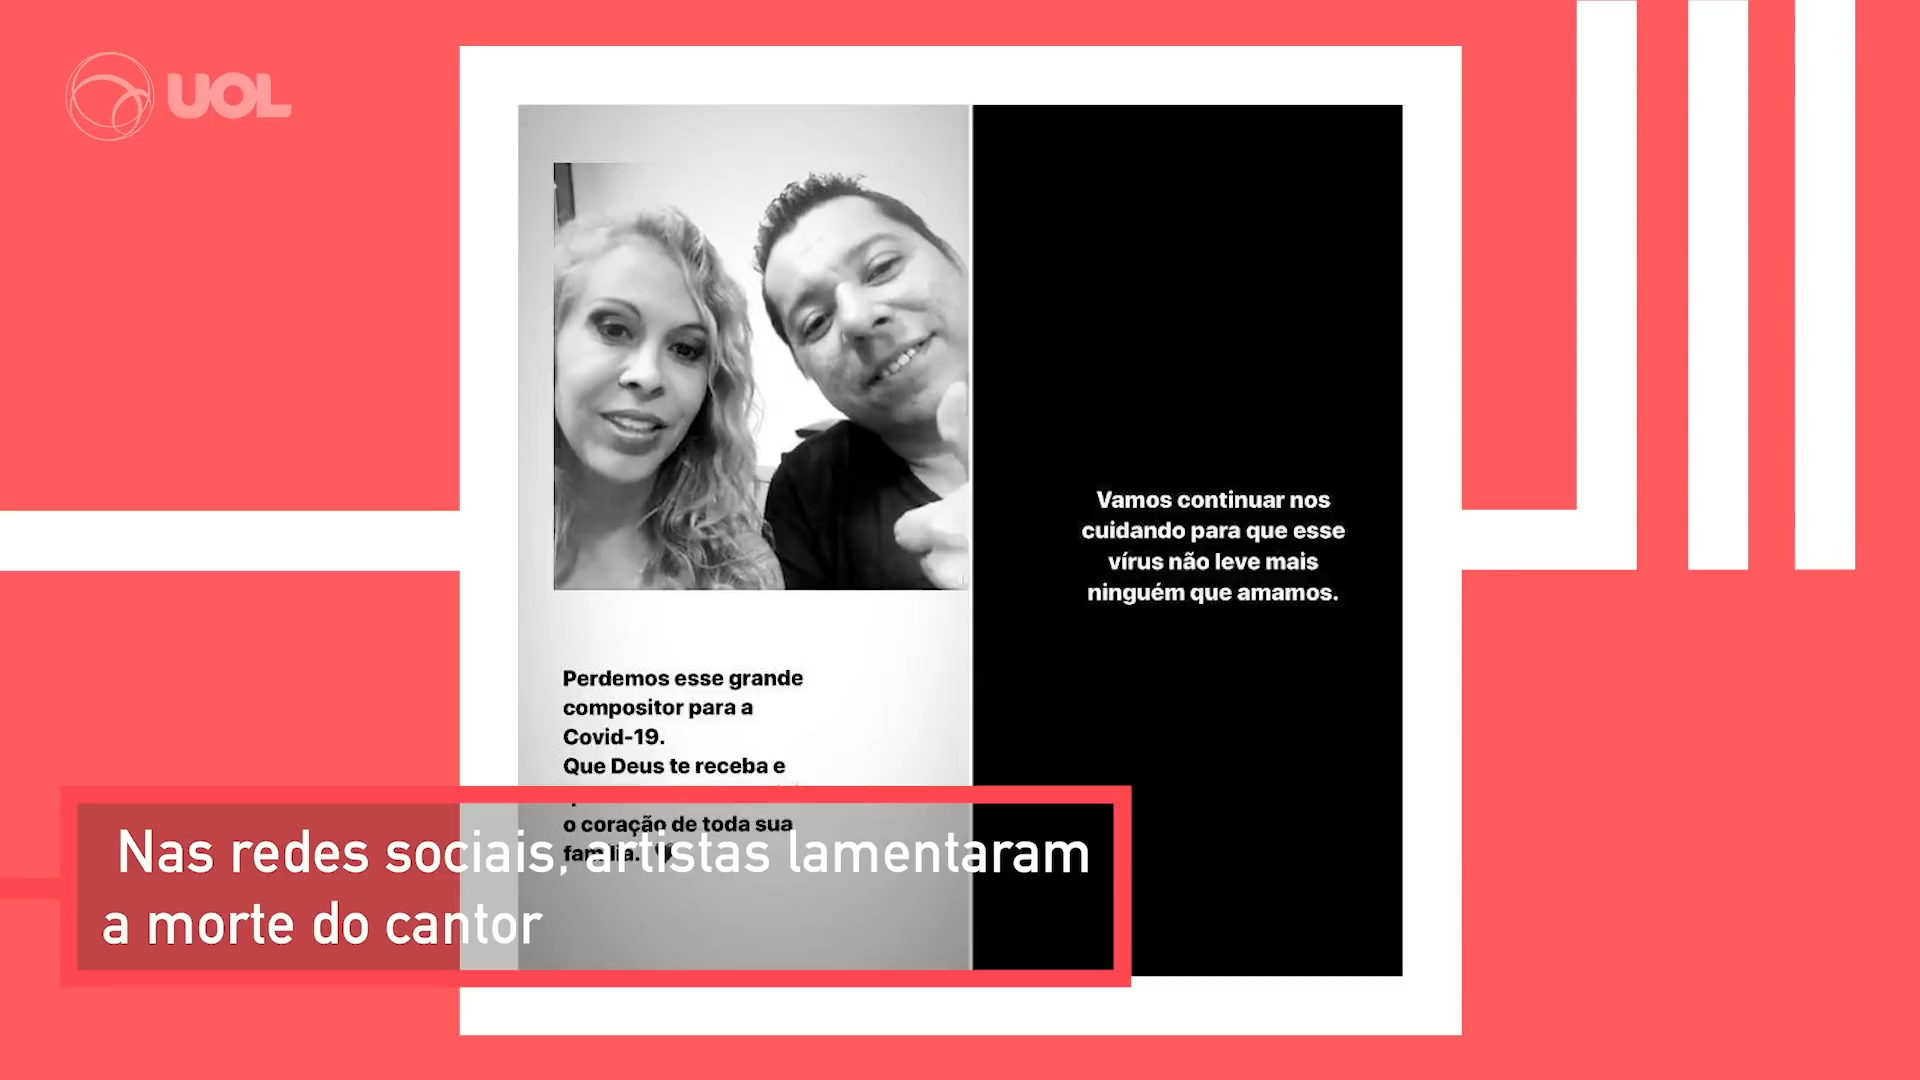 UOL
Perdemos esse grande
compositor para a
Covid-19.
Que Deus te receba e
o coração de toda sua
família.
Vamos continuar nos
cuidando para que esse
vírus não leve mais
ninguém que amamos.
Nas redes sociais, artistas lamentaram
a morte do cantor